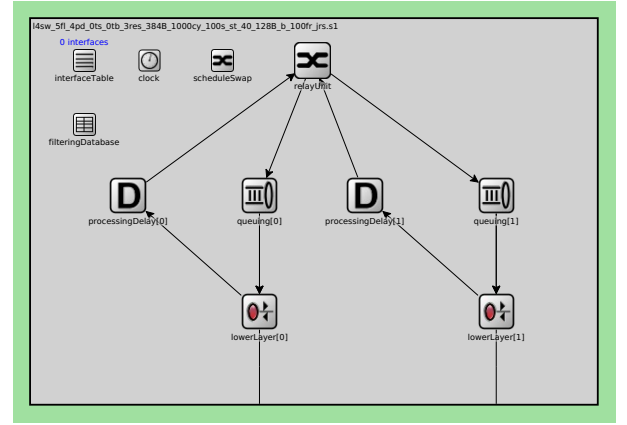 l4sw_5fl_4pd_0ts_0tb_3res_384B_1000cy_100s_st_40_128B_b_100fr_jrs.s1
0 interfaces
interfaceTable clock scheduleSwap relayUnit
filteringDatabase
D D
processingDelay[0] queuing[0] processingDelay[1] queuing[1]
lowerLayer[0] lowerLayer[1]